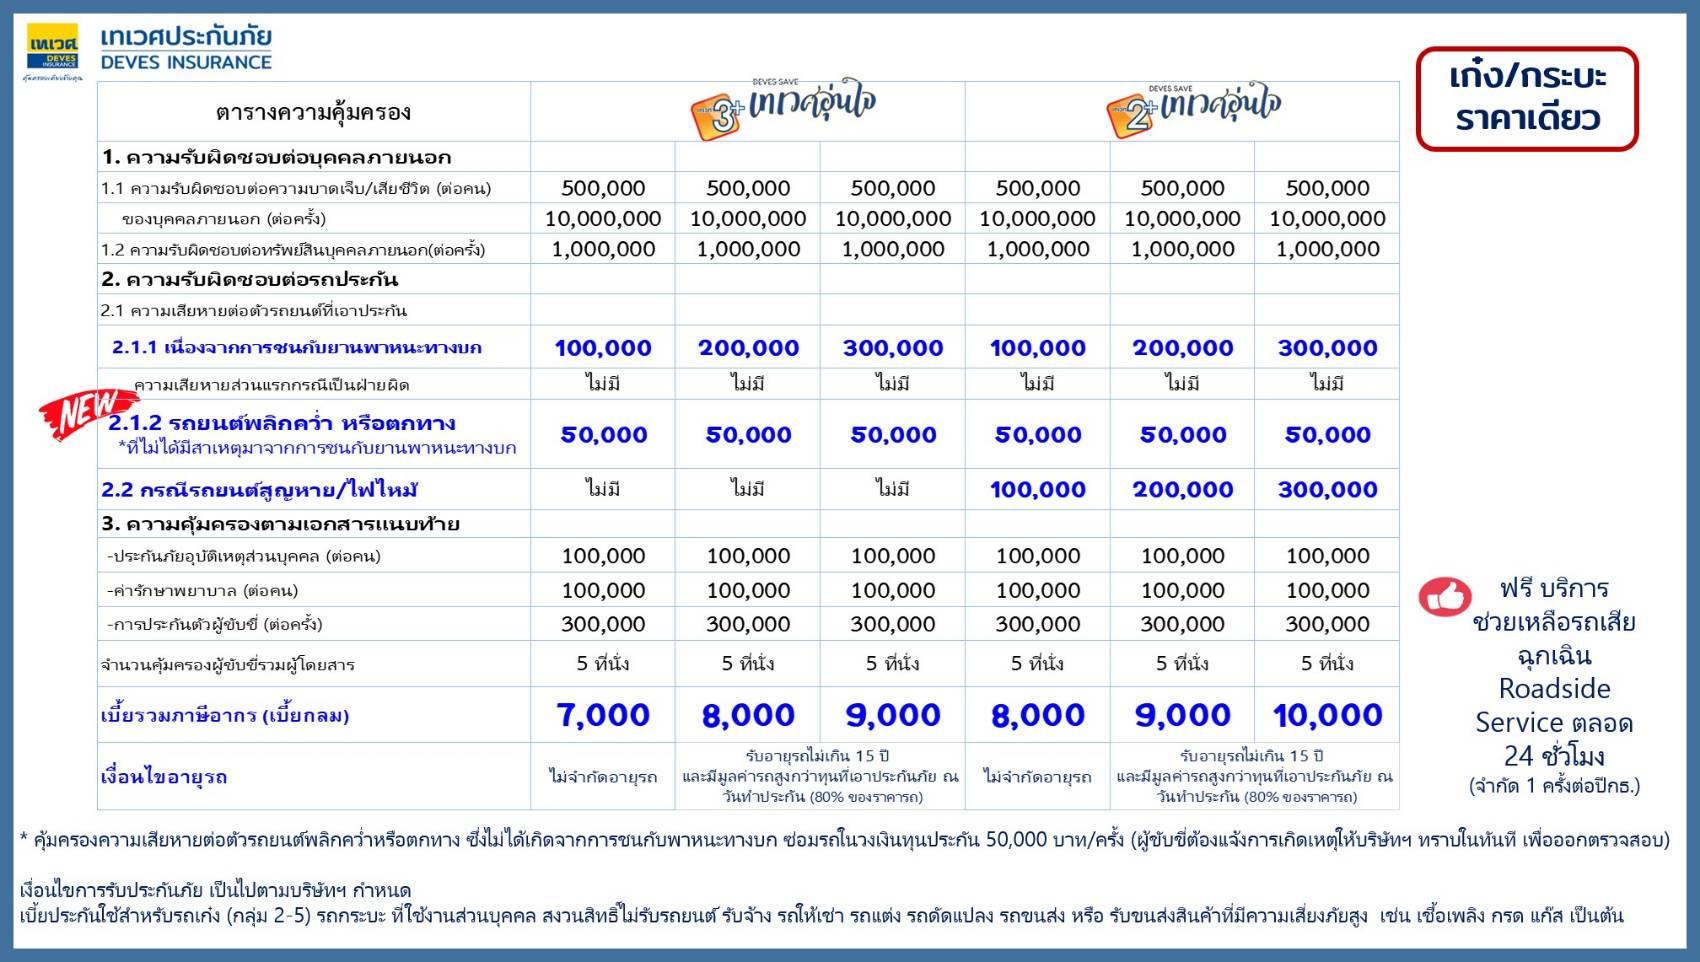 เทเวศ
DEVES
INSURANCE
เทเวศประกันภัย
DEVES INSURANCE
เก๋ง/กระบะ
ราคาเดียว
ตารางความคุ้มครอง
DEVES SAVE
3+ เทเวศอุ่นใจ
DEVES SAVE
2+ เทเวศอุ่นใจ
1. ความรับผิดชอบต่อบุคคลภายนอก
1.1 ความรับผิดชอบต่อความบาดเจ็บ/เสียชีวิต (ต่อคน) 500,000 500,000 500,000 500,000 500,000 500,000
ของบุคคลภายนอก (ต่อครั้ง) 10,000,000 10,000,000 10,000,000 10,000,000 10,000,000 10,000,000
1.2 ความรับผิดชอบต่อทรัพย์สินบุคคลภายนอก(ต่อครั้ง) 1,000,000 1,000,000 1,000,000 1,000,000 1,000,000 1,000,000
2. ความรับผิดชอบต่อรถประกัน
2.1 ความเสียหายต่อตัวรถยนต์ที่เอาประกัน
2.1.1 เนื่องจากการชนกับยานพาหนะทางบก 100,000 200,000 300,000 100,000 200,000 300,000
ความเสียหายส่วนแรกกรณีเป็นฝ่ายผิด ไม่มี ไม่มี ไม่มี ไม่มี ไม่มี ไม่มี
NEW
2.1.2 รถยนต์พลิกคว่ำ หรือตกทาง
*ที่ไม่ได้มีสาเหตุมาจากการชนกับยานพาหนะทางบก
50,000 50,000 50,000 50,000 50,000 50,000
2.2 กรณีรถยนต์สูญหาย/ไฟไหม้ ไม่มี ไม่มี ไม่มี 100,000 200,000 300,000
3. ความคุ้มครองตามเอกสารแนบท้าย
-ประกันภัยอุบัติเหตุส่วนบุคคล (ต่อคน) 100,000 100,000 100,000 100,000 100,000 100,000
-ค่ารักษาพยาบาล (ต่อคน) 100,000 100,000 100,000 100,000 100,000 100,000
-การประกันตัวผู้ขับขี่ (ต่อครั้ง) 300,000 300,000 300,000 300,000 300,000 300,000
จำนวนคุ้มครองผู้ขับขี่รวมผู้โดยสาร 5 ที่นั่ง 5 ที่นั่ง 5 ที่นั่ง 5 ที่นั่ง 5 ที่นั่ง 5 ที่นั่ง
เบี้ยรวมภาษีอากร (เบี้ยกลม) 7,000 8,000 9,000 8,000 9,000 10,000
เงื่อนไขอายุรถ
ไม่จำกัดอายุรถ
รับอายุรถไม่เกิน 15 ปี
และมีมูลค่ารถสูงกว่าทุนที่เอาประกันภัย ณ
วันทำประกัน (80% ของราคารถ)
ไม่จำกัดอายุรถ
รับอายุรถไม่เกิน 15 ปี
และมีมูลค่ารถสูงกว่าทุนที่เอาประกันภัย ณ
วันทำประกัน (80% ของราคารถ)
ฟรี บริการ
ช่วยเหลือรถเสีย
ฉุกเฉิน
Roadside
Service ตลอด
24 ชั่วโมง
(จำกัด 1 ครั้งต่อปีกธ.)
* คุ้มครองความเสียหายต่อตัวรถยนต์พลิกคว่ำหรือตกทาง ซึ่งไม่ได้เกิดจากการชนกับพาหนะทางบก ซ่อมรถในวงเงินทุนประกัน 50,000 บาท/ครั้ง (ผู้ขับขี่ต้องแจ้งการเกิดเหตุให้บริษัทฯ ทราบในทันที เพื่อออกตรวจสอบ)
เงื่อนไขการรับประกันภัย เป็นไปตามบริษัทฯ กำหนด
เบี้ยประกันใช้สำหรับรถเก๋ง (กลุ่ม 2-5) รถกระบะ ที่ใช้งานส่วนบุคคล สงวนสิทธิ์ไม่รับรถยนต์ รับจ้าง รถให้เช่า รถแต่ง รถดัดแปลง รถขนส่ง หรือ รับขนส่งสินค้าที่มีความเสี่ยงภัยสูง เช่น เชื้อเพลิง กรด แก๊ส เป็นต้น